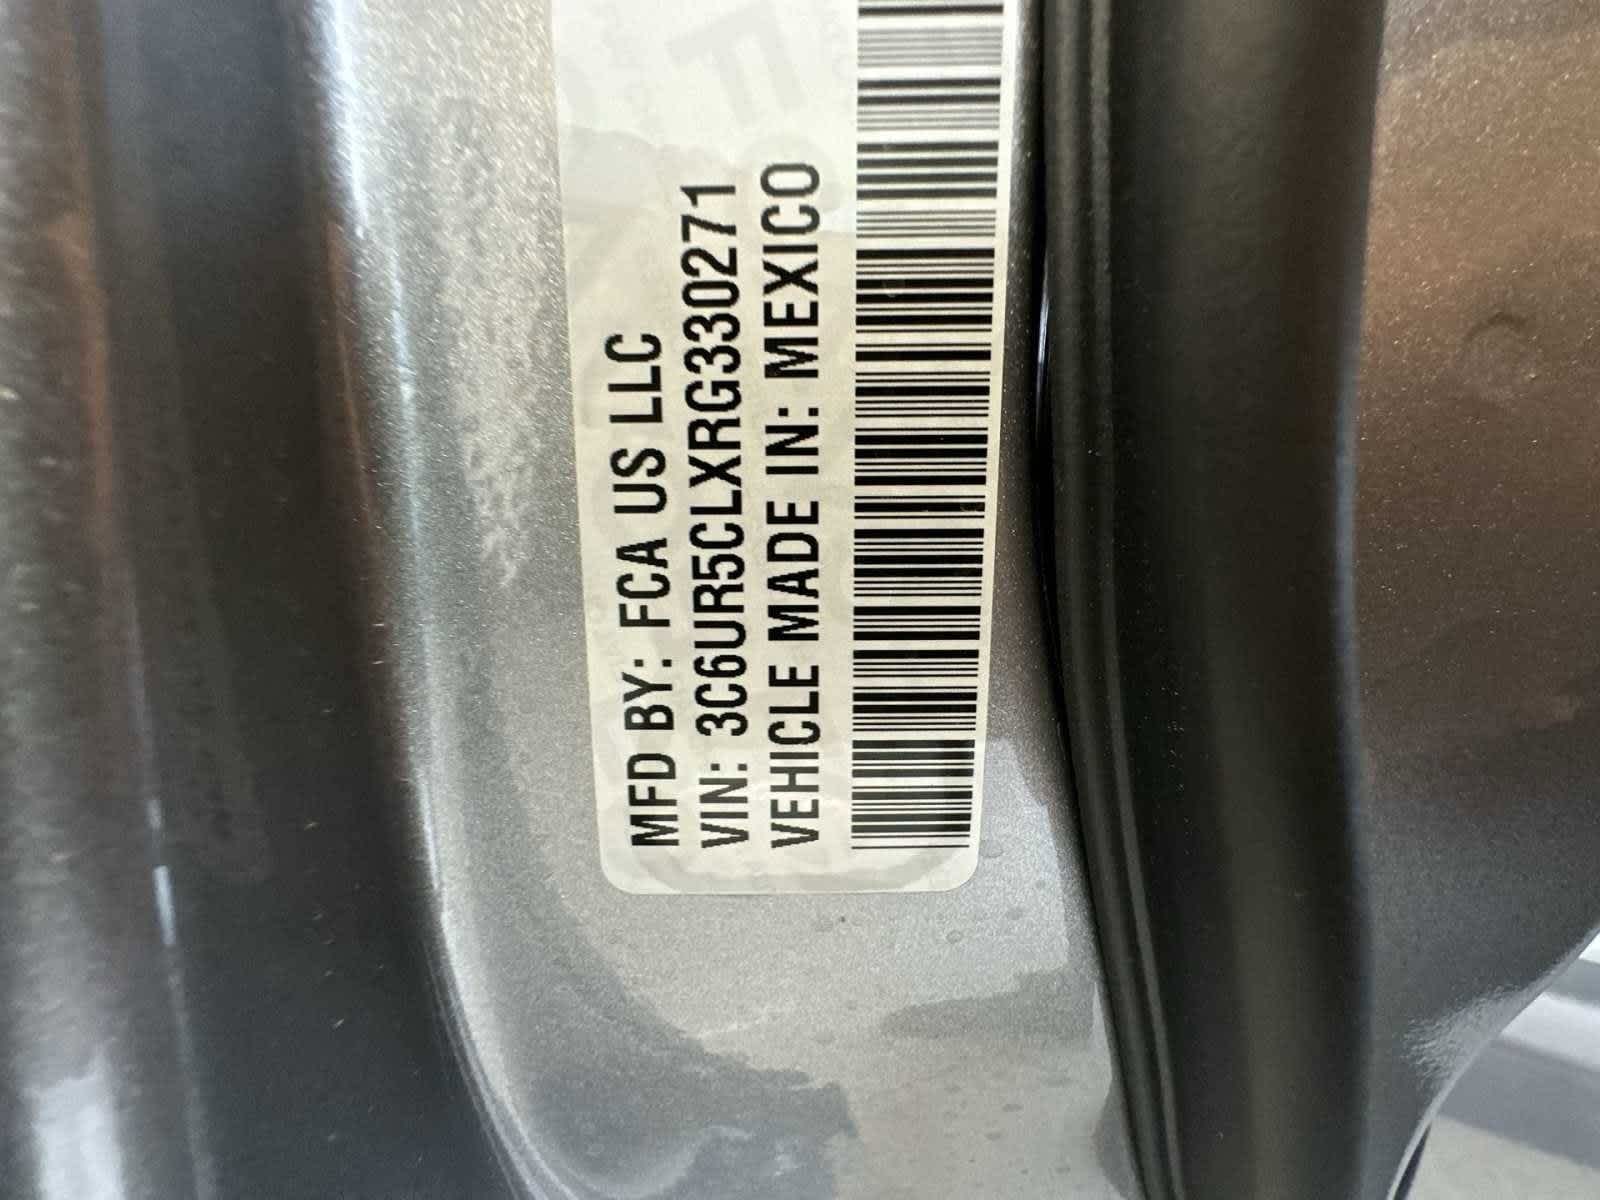 MFD BY: FCA US LLC
VIN: 3C6UR5CLXRG330271
VEHICLE MADE IN: MEXICO